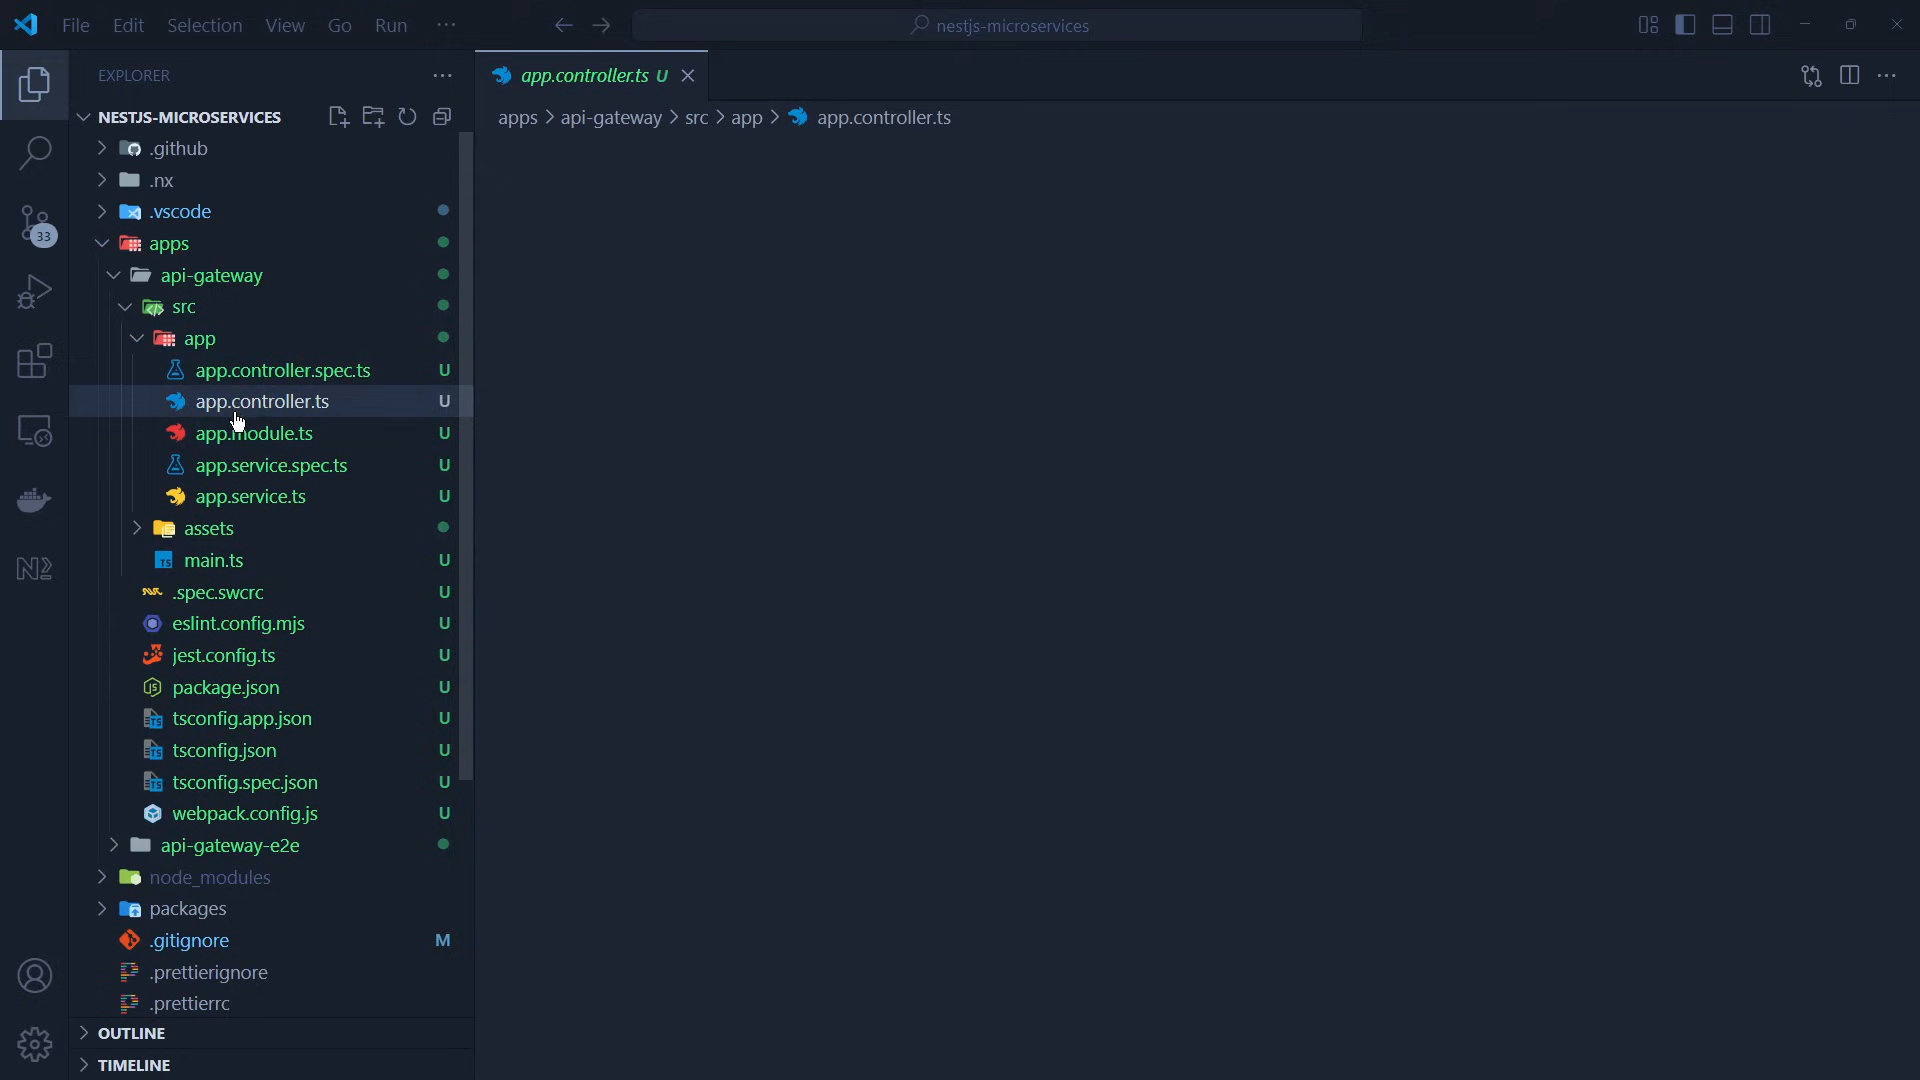 File Edit Selection View Go Run ···
nestjs-microservices
EXPLORER
app.controller.ts U
NESTJS-MICROSERVICES
apps > api-gateway > src > app > app.controller.ts
.github
.nx
.vscode
apps
api-gateway
src
app
app.controller.spec.ts U
app.controller.ts U
app.module.ts U
app.service.spec.ts U
app.service.ts U
assets
main.ts U
.spec.swcrc U
eslint.config.mjs U
jest.config.ts U
package.json U
tsconfig.app.json U
tsconfig.json U
tsconfig.spec.json U
webpack.config.js U
api-gateway-e2e
node_modules
packages
.gitignore M
.prettierignore
.prettierrc
OUTLINE
TIMELINE
33